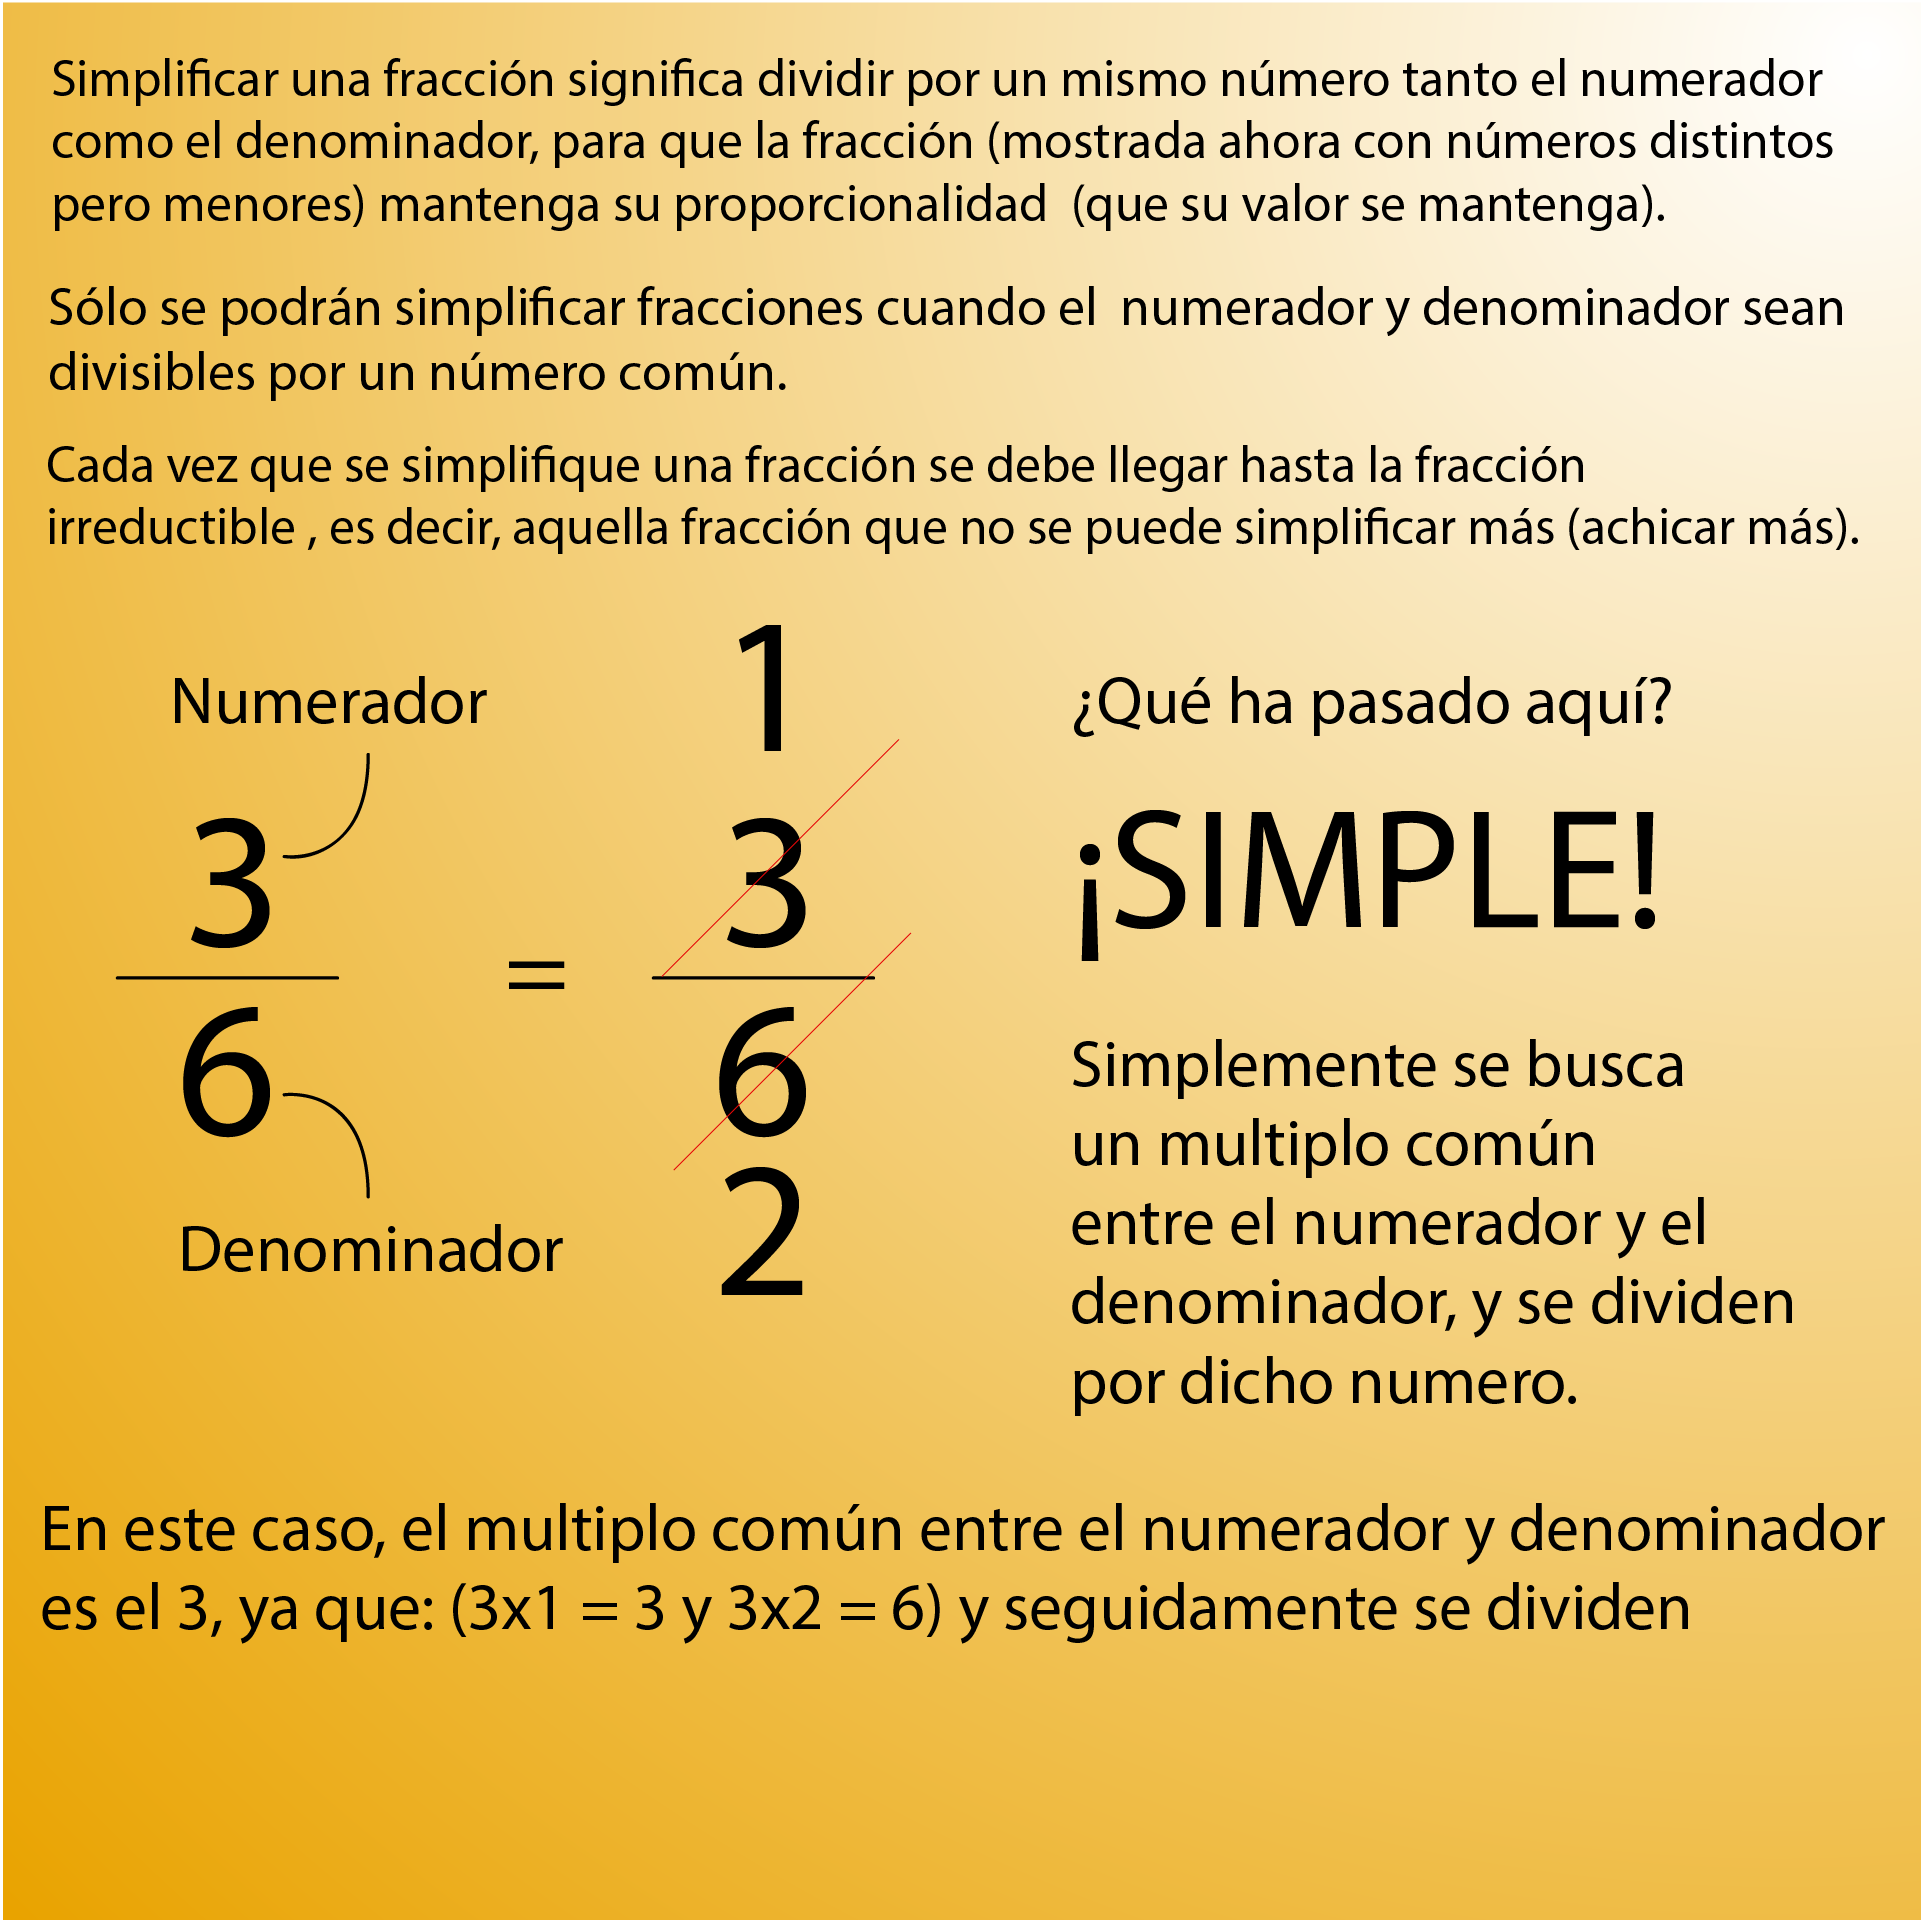 Simplificar una fracción significa dividir por un mismo número tanto el numerador
como el denominador, para que la fracción (mostrada ahora con números distintos
pero menores) mantenga su proporcionalidad  (que su valor se mantenga).
Sólo se podrán simplificar fracciones cuando el  numerador y denominador sean
divisibles por un número común.
Cada vez que se simplifique una fracción se debe llegar hasta la fracción
irreductible , es decir, aquella fracción que no se puede simplificar más (achicar más).
Numerador
3
6
Denominador
=
1
3
6
2
¿Qué ha pasado aquí?
¡SIMPLE!
Simplemente se busca
un multiplo común
entre el numerador y el
denominador, y se dividen
por dicho numero.
En este caso, el multiplo común entre el numerador y denominador
es el 3, ya que: (3x1 = 3 y 3x2 = 6) y seguidamente se dividen